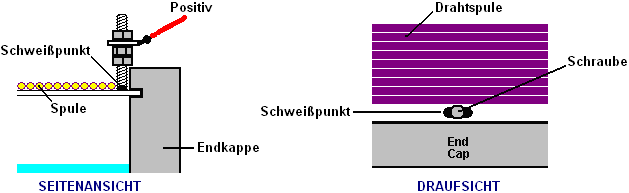 Positiv
Schweißpunkt
Spule
Endkappe
SEITENANSICHT
Drahtspule
Schraube
Schweißpunkt
End
Cap
DRAUFSICHT